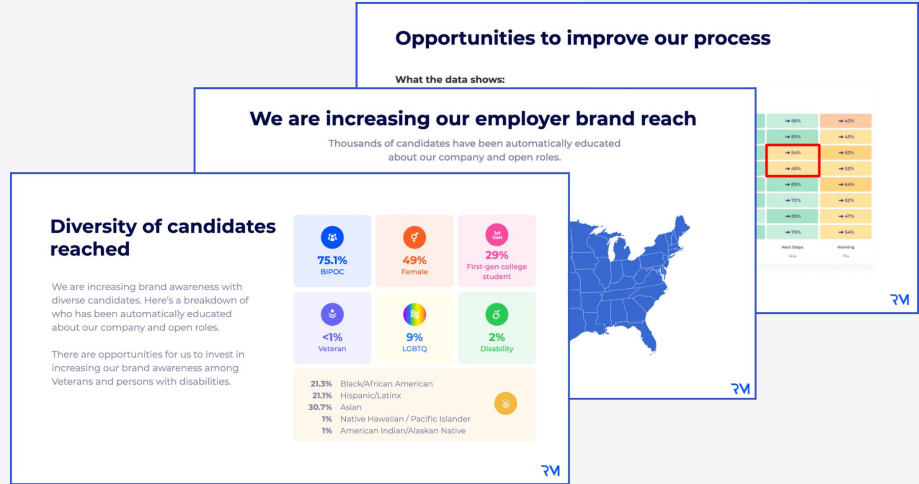 Opportunities to improve our process
What the data shows:
→ 66%
→ 40%
→ 83%
→ 45%
→ 54%
→ 63%
→ 45%
→ 52%
→ 89%
→ 64%
→ 72%
→ 52%
→ 85%
→ 47%
→ 70%
→ 54%
Next Steps
Working
We are increasing our employer brand reach
Thousands of candidates have been automatically educated
about our company and open roles.
Diversity of candidates
reached
We are increasing brand awareness with
diverse candidates. Here's a breakdown of
who has been automatically educated
about our company and open roles.
There are opportunities for us to invest in
increasing our brand awareness among
Veterans and persons with disabilities.
75.1%
BIPOC
49%
Female
1st
Gen
29%
First-gen college
student
<1%
Veteran
9%
LGBTQ
2%
Disability
21.3% Black/African American
21.1% Hispanic/Latinx
30.7% Asian
1% Native Hawaiian / Pacific Islander
1% American Indian/Alaskan Native
RM
RM
RM